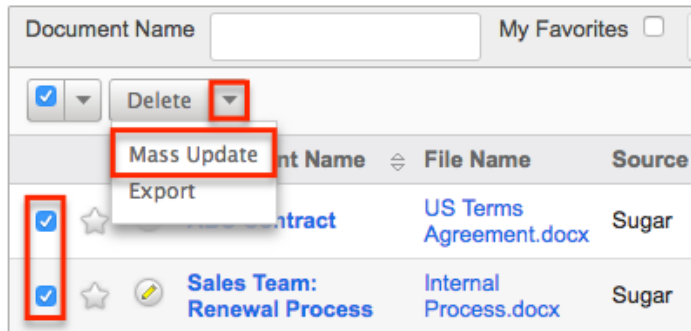 Document Name My Favorites
Delete
Mass Update
nt Name File Name Source
Export
ntract US Terms Agreement.docx Sugar
Sales Team: Renewal Process Internal Process.docx Sugar